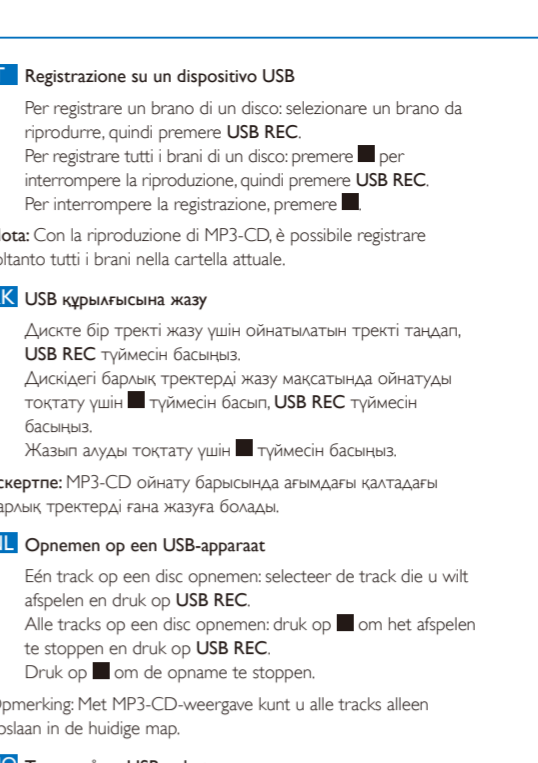 Registrazione su un dispositivo USB
Per registrare un brano di un disco: selezionare un brano da
riprodurre, quindi premere USB REC.
Per registrare tutti i brani di un disco: premere ■ per
interrompere la riproduzione, quindi premere USB REC.
Per interrompere la registrazione, premere ■.
Con la riproduzione di MP3-CD, è possibile registrare
tutti i brani nella cartella attuale.
USB құрылғысына жазу
Дискте бір тректі жазу үшін ойнатылатын тректі таңдап,
USB REC түймесін басыңыз.
Дискідегі барлық тректерді жазу мақсатында ойнатуды
тоқтату үшін ■ түймесін басып, USB REC түймесін
басыңыз.
Жазып алуды тоқтату үшін ■ түймесін басыңыз.
MP3-CD ойнату барысында ағымдағы қалтадағы
тректерді ғана жазуға болады.
Opnemen op een USB-apparaat
Eén track op een disc opnemen: selecteer de track die u wilt
afspelen en druk op USB REC.
Alle tracks op een disc opnemen: druk op ■ om het afspelen
te stoppen en druk op USB REC.
Druk op ■ om de opname te stoppen.
Met MP3-CD-weergave kunt u alle tracks alleen
in de huidige map.